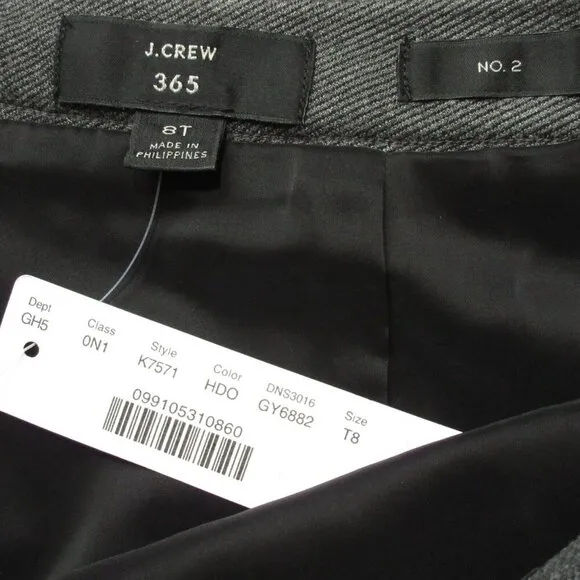 J.CREW
365
NO. 2
8T
MADE IN
PHILIPPINES
Dept Class Style Color DNS3016 Size
GH5 0N1 K7571 HDO GY6882 T8
099105310860